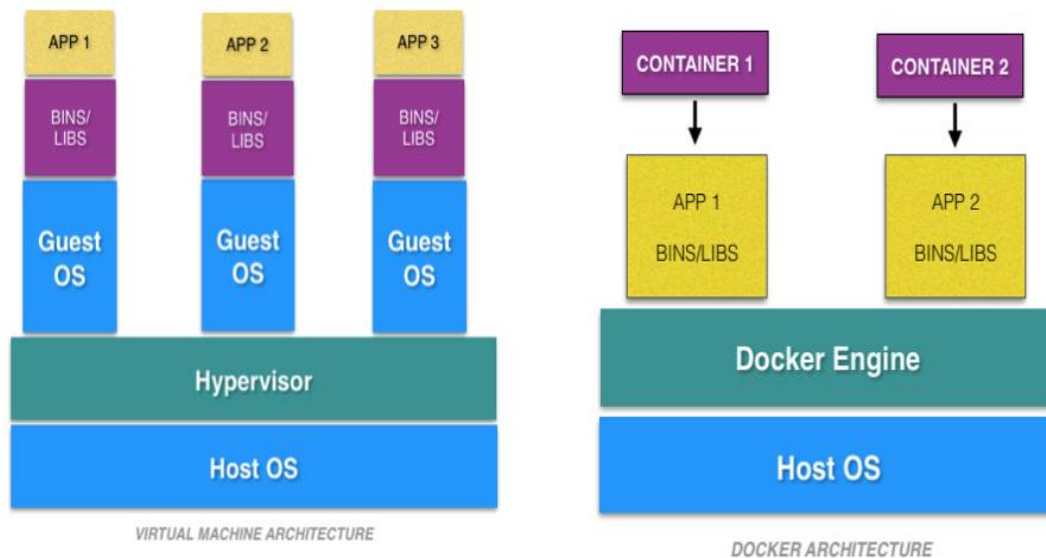 APP 1
APP 2
APP 3
BINS/
LIBS
BINS/
LIBS
BINS/
LIBS
Guest
OS
Guest
OS
Guest
OS
Hypervisor
Host OS
VIRTUAL MACHINE ARCHITECTURE
CONTAINER 1
CONTAINER 2
APP 1
BINS/LIBS
APP 2
BINS/LIBS
Docker Engine
Host OS
DOCKER ARCHITECTURE